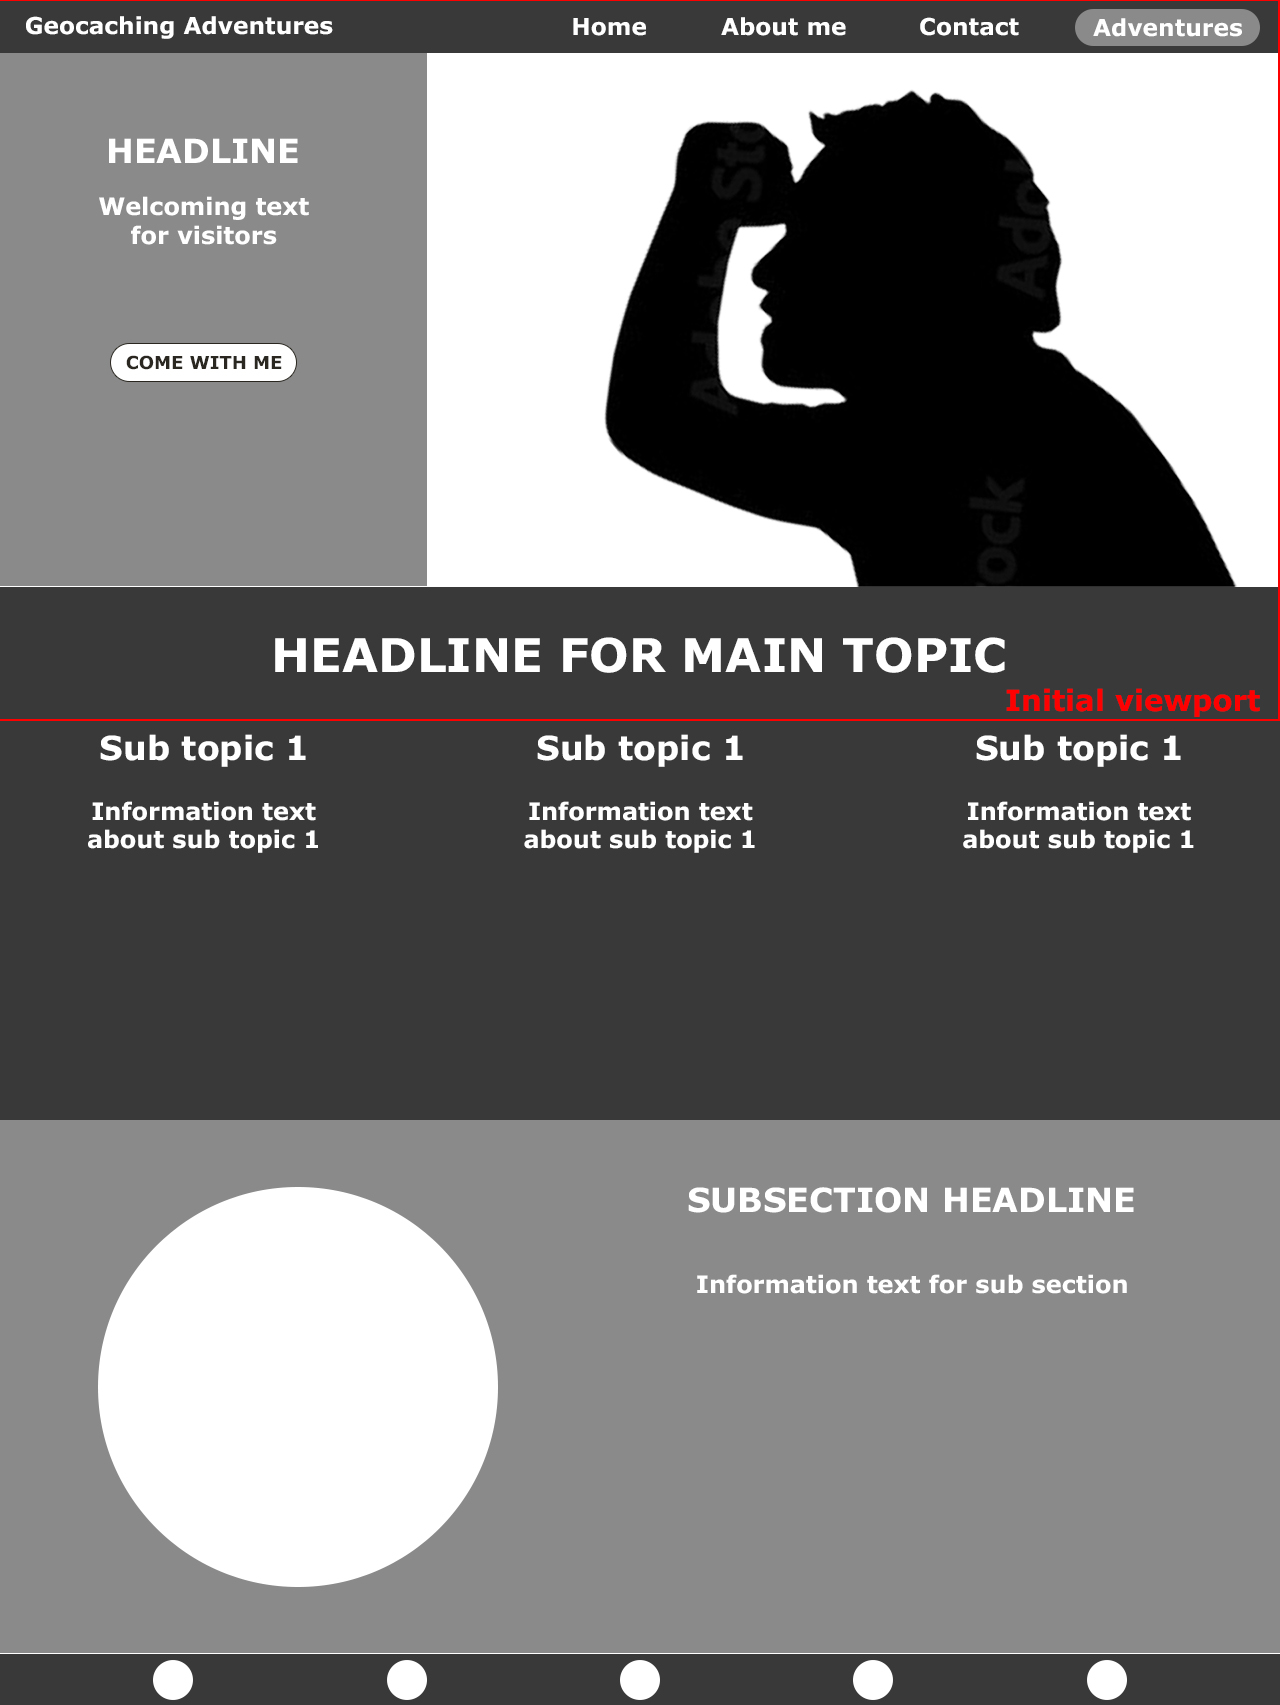 Geocaching Adventures
Home
About me
Contact
Adventures
HEADLINE
Welcoming text
for visitors
COME WITH ME
Adobe Stock
Ado
ock
HEADLINE FOR MAIN TOPIC
Initial viewport
Sub topic 1
Information text
about sub topic 1
Sub topic 1
Information text
about sub topic 1
Sub topic 1
Information text
about sub topic 1
SUBSECTION HEADLINE
Information text for sub section